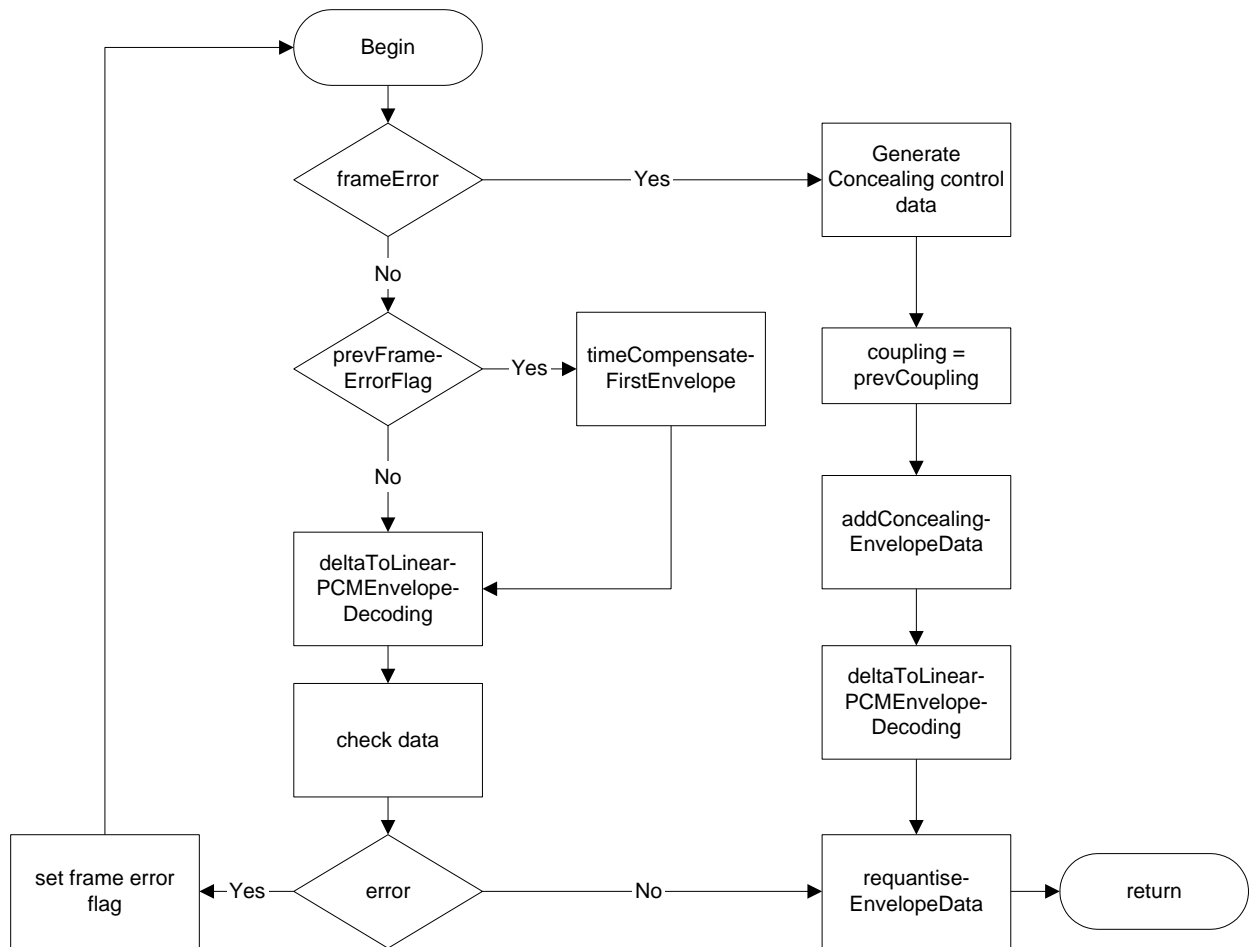 Begin
frameError
Yes
Generate
Concealing control
data
No
prevFrame-
ErrorFlag
Yes
timeCompensate-
FirstEnvelope
coupling =
prevCoupling
No
addConcealing-
EnvelopeData
deltaToLinear-
PCMEnvelope-
Decoding
deltaToLinear-
PCMEnvelope-
Decoding
check data
set frame error
flag
Yes
error
No
requantise-
EnvelopeData
return